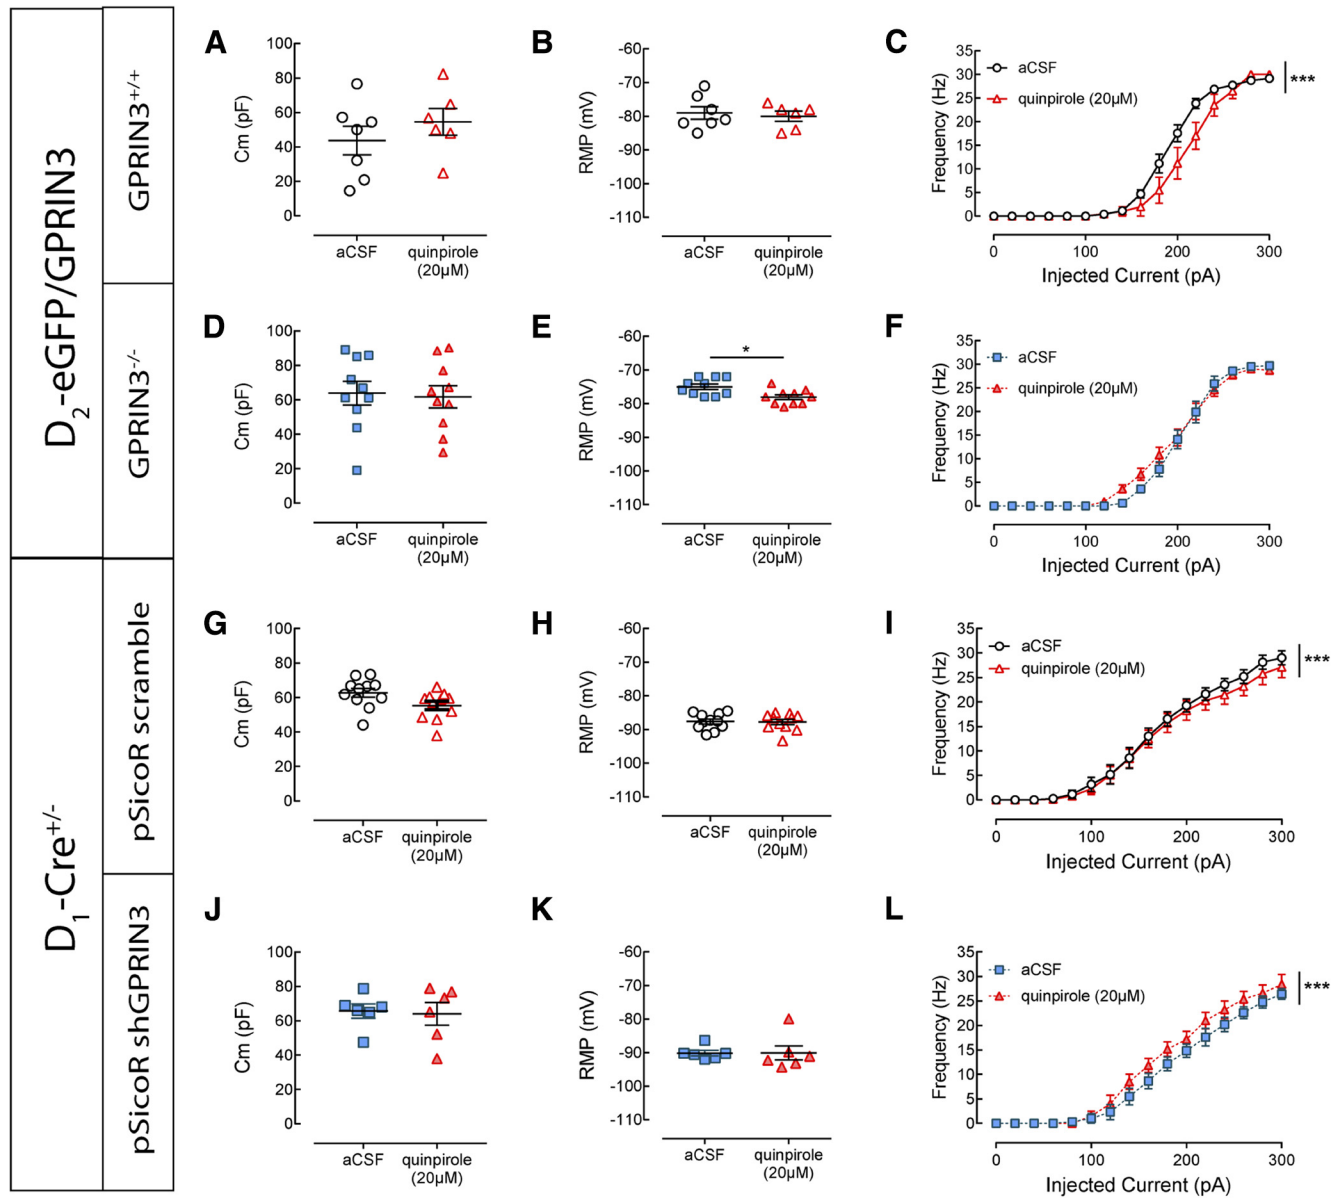 D2-eGFP/GPRIN3
GPRIN3+/+
GPRIN3-/-
D1-Cre+/-
pSicoR scramble
pSicoR shGPRIN3
A
Cm (pF)
100
80
60
40
20
0
aCSF
quinpirole
(20µM)
B
RMP (mV)
-60
-70
-80
-90
-100
-110
aCSF
quinpirole
(20µM)
C
Frequency (Hz)
35
30
25
20
15
10
5
0
aCSF
quinpirole (20µM)
***
0 100 200 300
Injected Current (pA)
D
Cm (pF)
100
80
60
40
20
0
aCSF
quinpirole
(20µM)
E
RMP (mV)
-60
-70
-80
-90
-100
-110
*
aCSF
quinpirole
(20µM)
F
Frequency (Hz)
35
30
25
20
15
10
5
0
aCSF
quinpirole (20µM)
0 100 200 300
Injected Current (pA)
G
Cm (pF)
100
80
60
40
20
0
aCSF
quinpirole
(20µM)
H
RMP (mV)
-60
-70
-80
-90
-100
-110
aCSF
quinpirole
(20µM)
I
Frequency (Hz)
35
30
25
20
15
10
5
0
aCSF
quinpirole (20µM)
***
0 100 200 300
Injected Current (pA)
J
Cm (pF)
100
80
60
40
20
0
aCSF
quinpirole
(20µM)
K
RMP (mV)
-60
-70
-80
-90
-100
-110
aCSF
quinpirole
(20µM)
L
Frequency (Hz)
35
30
25
20
15
10
5
0
aCSF
quinpirole (20µM)
***
0 100 200 300
Injected Current (pA)